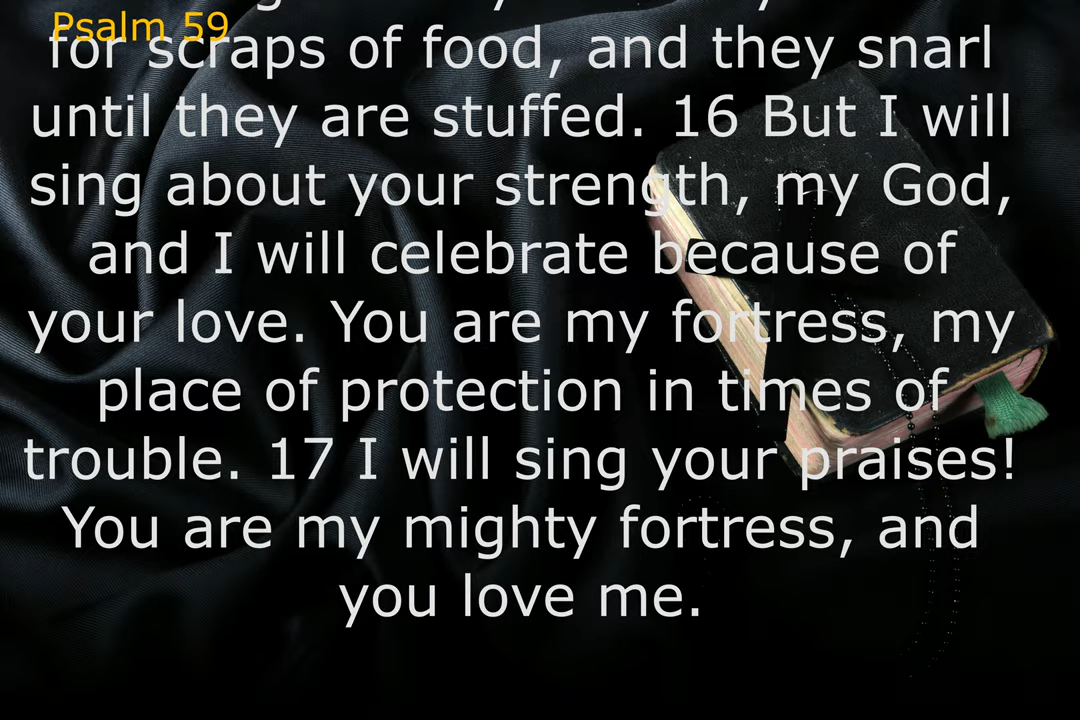 Psalm 59
for scraps of food, and they snarl
until they are stuffed. 16 But I will
sing about your strength, my God,
and I will celebrate because of
your love. You are my fortress, my
place of protection in times of
trouble. 17 I will sing your praises!
You are my mighty fortress, and
you love me.